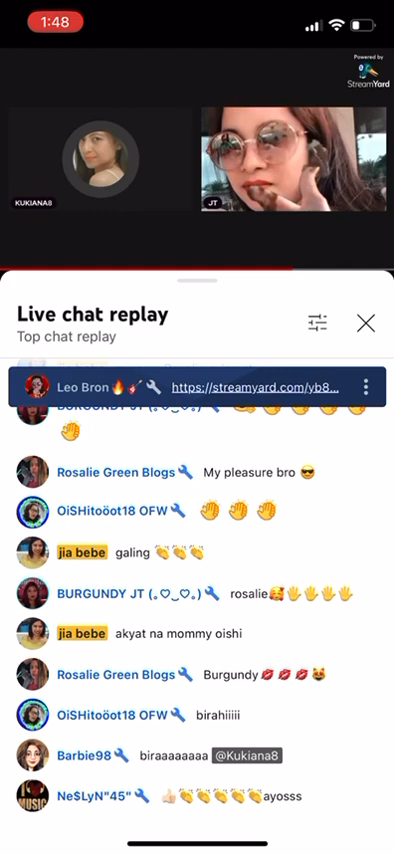 1:48
Powered by
StreamYard
KUKIANA8
JT
Live chat replay
Top chat replay
Leo Bron🔥🎸🔧 https://streamyard.com/yb8...
BURGUNDY JT (｡♡‿♡｡)🔧 👏👏👏👏👏
👏
Rosalie Green Blogs🔧 My pleasure bro 😎
OiSHitoöot18 OFW🔧 👏 👏 👏
jia bebe galing 👏👏👏
BURGUNDY JT (｡♡‿♡｡)🔧 rosalie🥰🖐🖐🖐🖐
jia bebe akyat na mommy oishi
Rosalie Green Blogs🔧 Burgundy💋💋💋😻
OiSHitoöot18 OFW🔧 birahiiiii
Barbie98🔧 biraaaaaaaa @Kukiana8
Ne$LyN"45"🔧 👍🏻👏👏👏👏👏ayosss
I
MUSIC